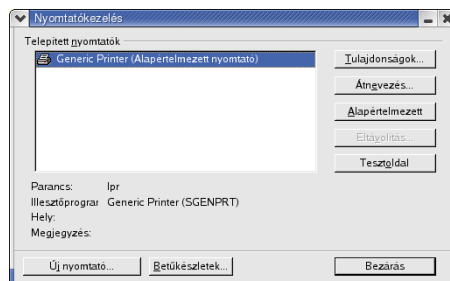 Nyomtatókezelés
Telepített nyomtatók
Generic Printer (Alapértelmezett nyomtató)
Tulajdonságok...
Átnevezés...
Alapértelmezett
Eltávolítás...
Tesztoldal
Parancs: lpr
Illesztőprograr Generic Printer (SGENPRT)
Hely:
Megjegyzés:
Új nyomtató... Betűkészletek... Bezárás